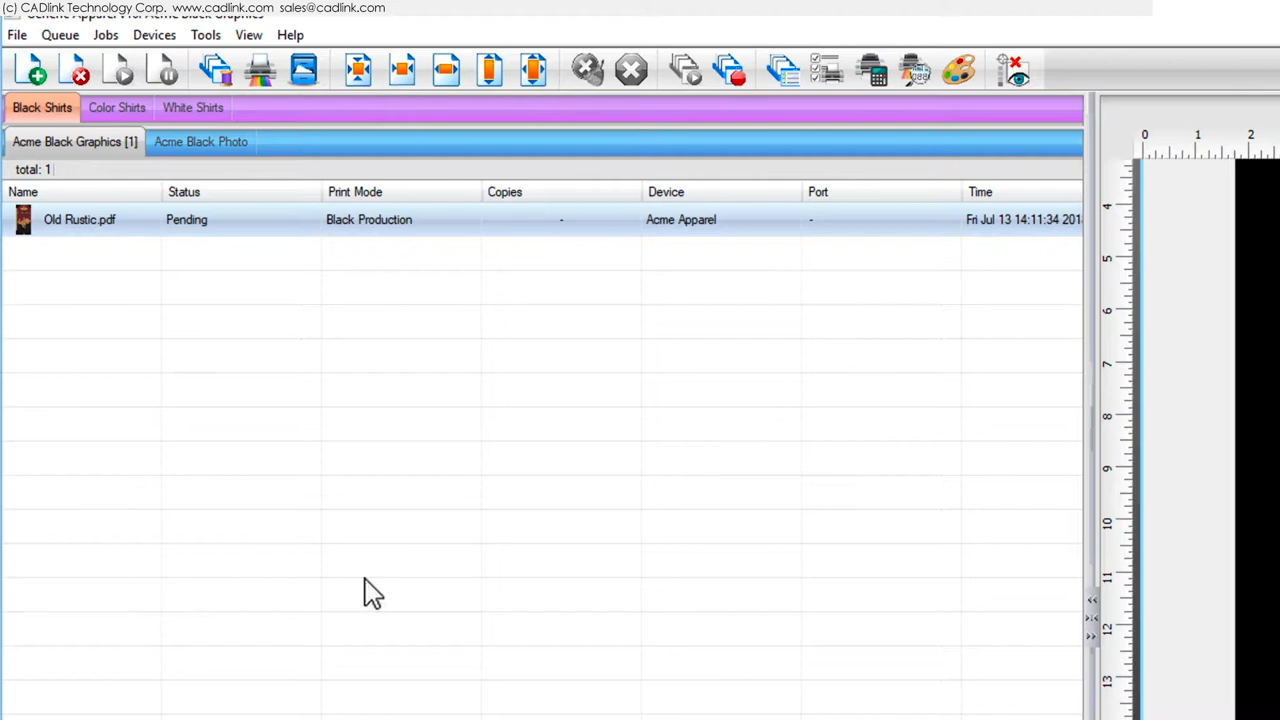 (c) CADlink Technology Corp. www.cadlink.com sales@cadlink.com
File Queue Jobs Devices Tools View Help
Black Shirts Color Shirts White Shirts
Acme Black Graphics [1] Acme Black Photo
total: 1
Name Status Print Mode Copies Device Port Time
Old Rustic.pdf Pending Black Production - Acme Apparel - Fri Jul 13 14:11:34 201
0 1 2
4
5
6
7
8
9
10
11
12
13